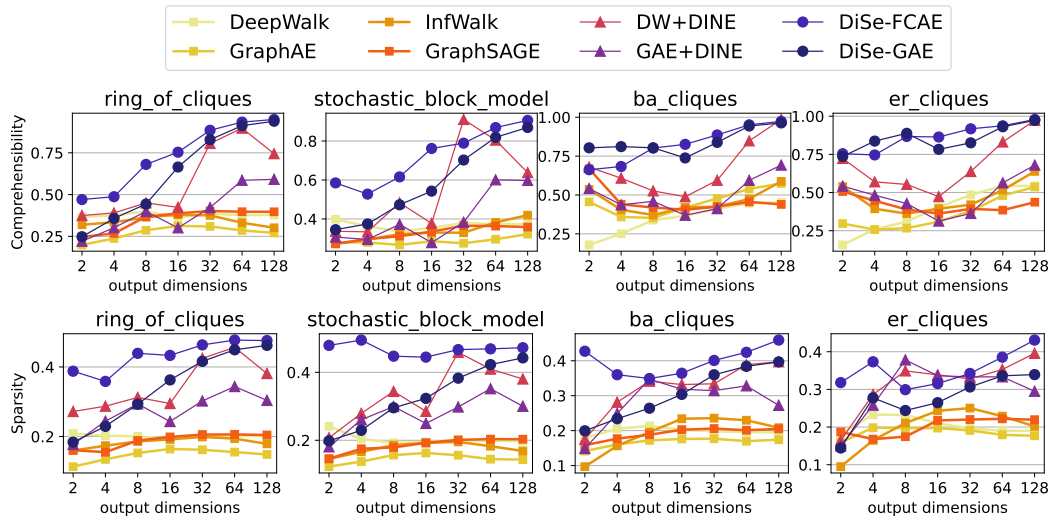 DeepWalk InfWalk DW+DINE DiSe-FCAE
GraphAE GraphSAGE GAE+DINE DiSe-GAE
ring_of_cliques stochastic_block_model ba_cliques er_cliques
Comprehensibility
0.75 0.50 0.25
0.8 0.6 0.4
1.00 0.75 0.50 0.25
1.00 0.75 0.50 0.25
2 4 8 16 32 64 128 2 4 8 16 32 64 128 2 4 8 16 32 64 128 2 4 8 16 32 64 128
output dimensions output dimensions output dimensions output dimensions
ring_of_cliques stochastic_block_model ba_cliques er_cliques
Sparsity
0.4 0.2
0.4 0.2
0.4 0.3 0.2 0.1
0.4 0.3 0.2 0.1
2 4 8 16 32 64 128 2 4 8 16 32 64 128 2 4 8 16 32 64 128 2 4 8 16 32 64 128
output dimensions output dimensions output dimensions output dimensions